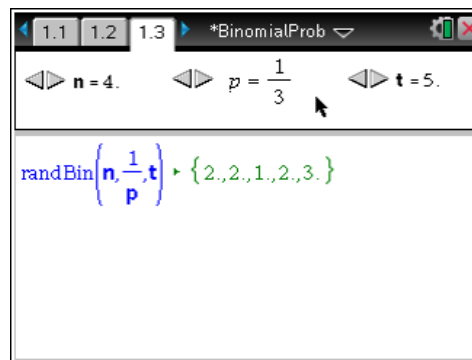 1.1 1.2 1.3 *BinomialProb
n = 4. p = 1/3 t = 5.
randBin(n, 1/p, t) ▸ {2.,2.,1.,2.,3.}